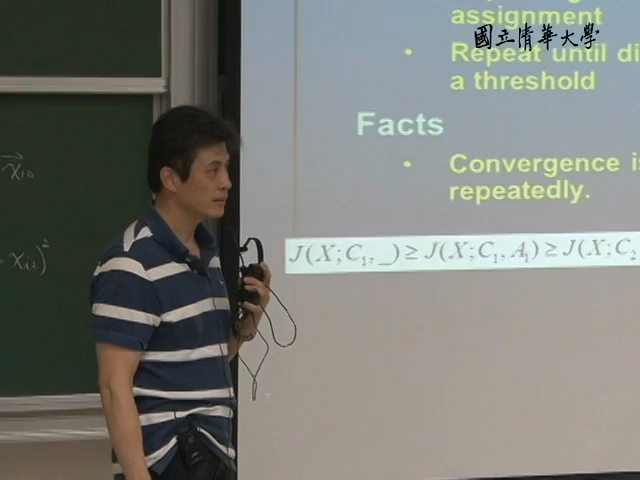 assignment
國立清華大學
• Repeat until di
a threshold
Facts
• Convergence is
repeatedly.
J(X;C₁,_)≥J(X;C₁,A₁)≥J(X;C₂